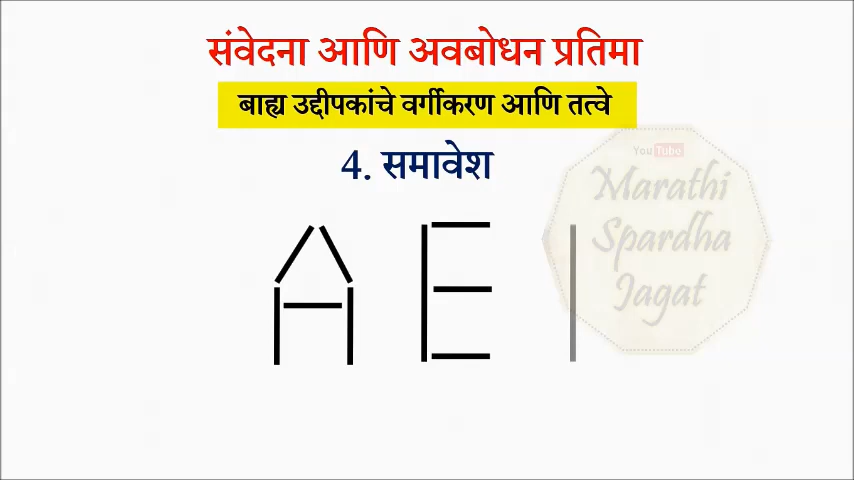 संवेदना आणि अवबोधन प्रतिमा
बाह्य उद्दीपकांचे वर्गीकरण आणि तत्वे
4. समावेश
YouTube
Marathi
Spardha
Jagat
A E I